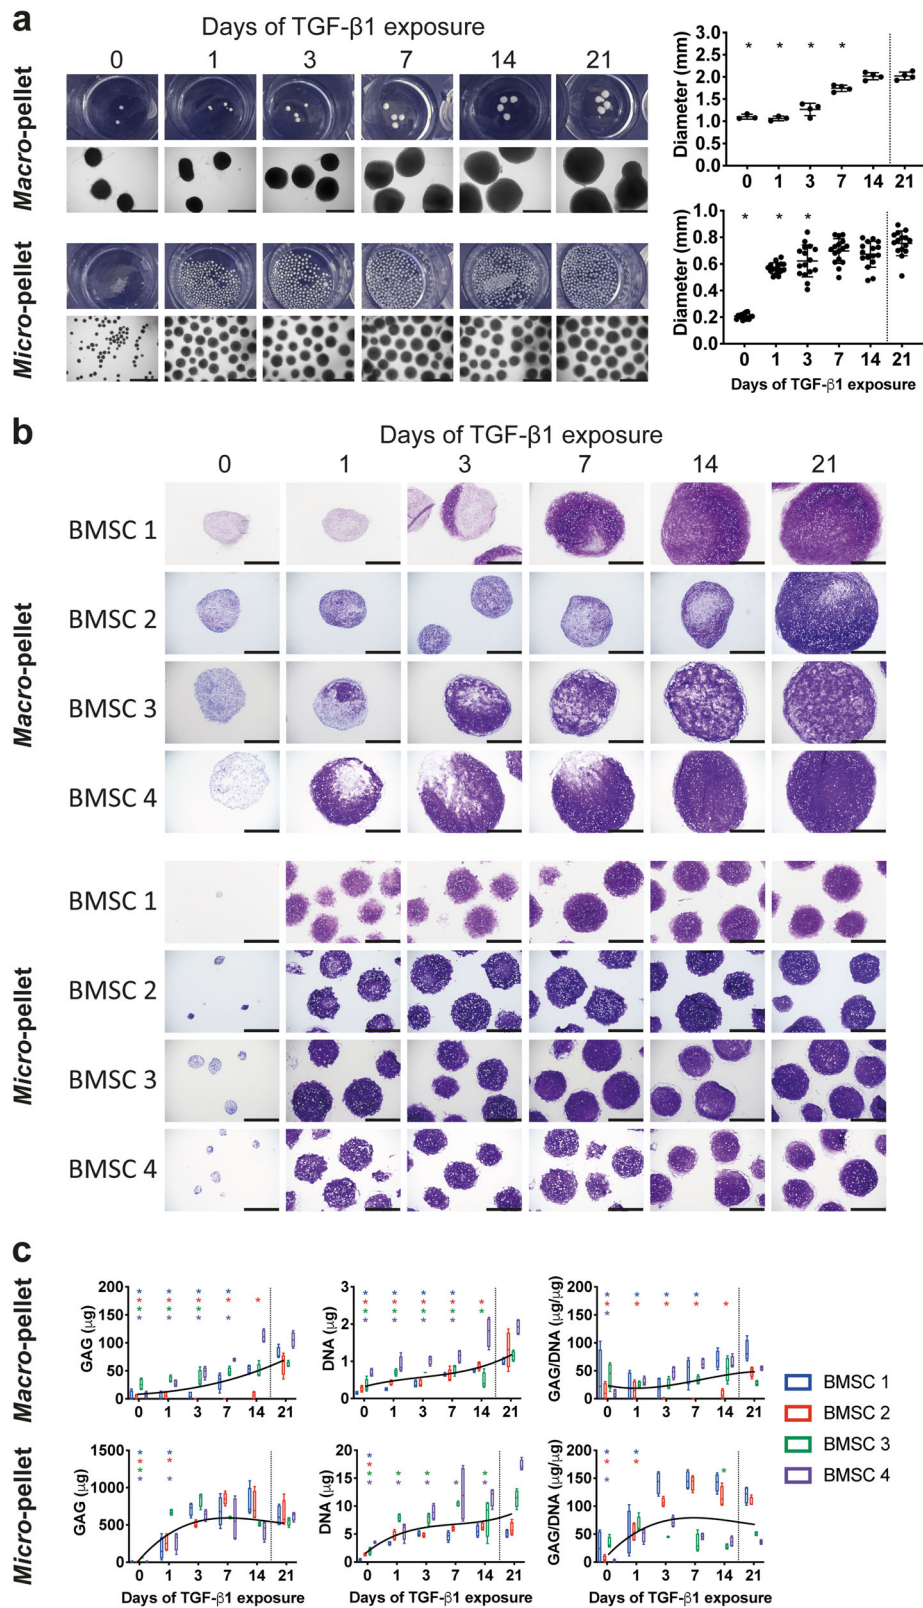 a
Days of TGF-β1 exposure
0 1 3 7 14 21
Macro-pellet
Micro-pellet
Diameter (mm)
3.0
2.5
2.0
1.5
1.0
0.5
0.0
* * * *
0 1 3 7 14 21
Diameter (mm)
1.0
0.8
0.6
0.4
0.2
0.0
* * *
0 1 3 7 14 21
Days of TGF-β1 exposure
b
Days of TGF-β1 exposure
0 1 3 7 14 21
Macro-pellet
BMSC 1
BMSC 2
BMSC 3
BMSC 4
Micro-pellet
BMSC 1
BMSC 2
BMSC 3
BMSC 4
c
Macro-pellet
GAG (µg)
200
150
100
50
0
0 1 3 7 14 21
DNA (µg)
3
2
1
0
0 1 3 7 14 21
GAG/DNA (µg/µg)
200
150
100
50
0
0 1 3 7 14 21
Micro-pellet
GAG (µg)
1500
1000
500
0
0 1 3 7 14 21
Days of TGF-β1 exposure
DNA (µg)
20
15
10
5
0
0 1 3 7 14 21
Days of TGF-β1 exposure
GAG/DNA (µg/µg)
200
150
100
50
0
0 1 3 7 14 21
Days of TGF-β1 exposure
BMSC 1
BMSC 2
BMSC 3
BMSC 4